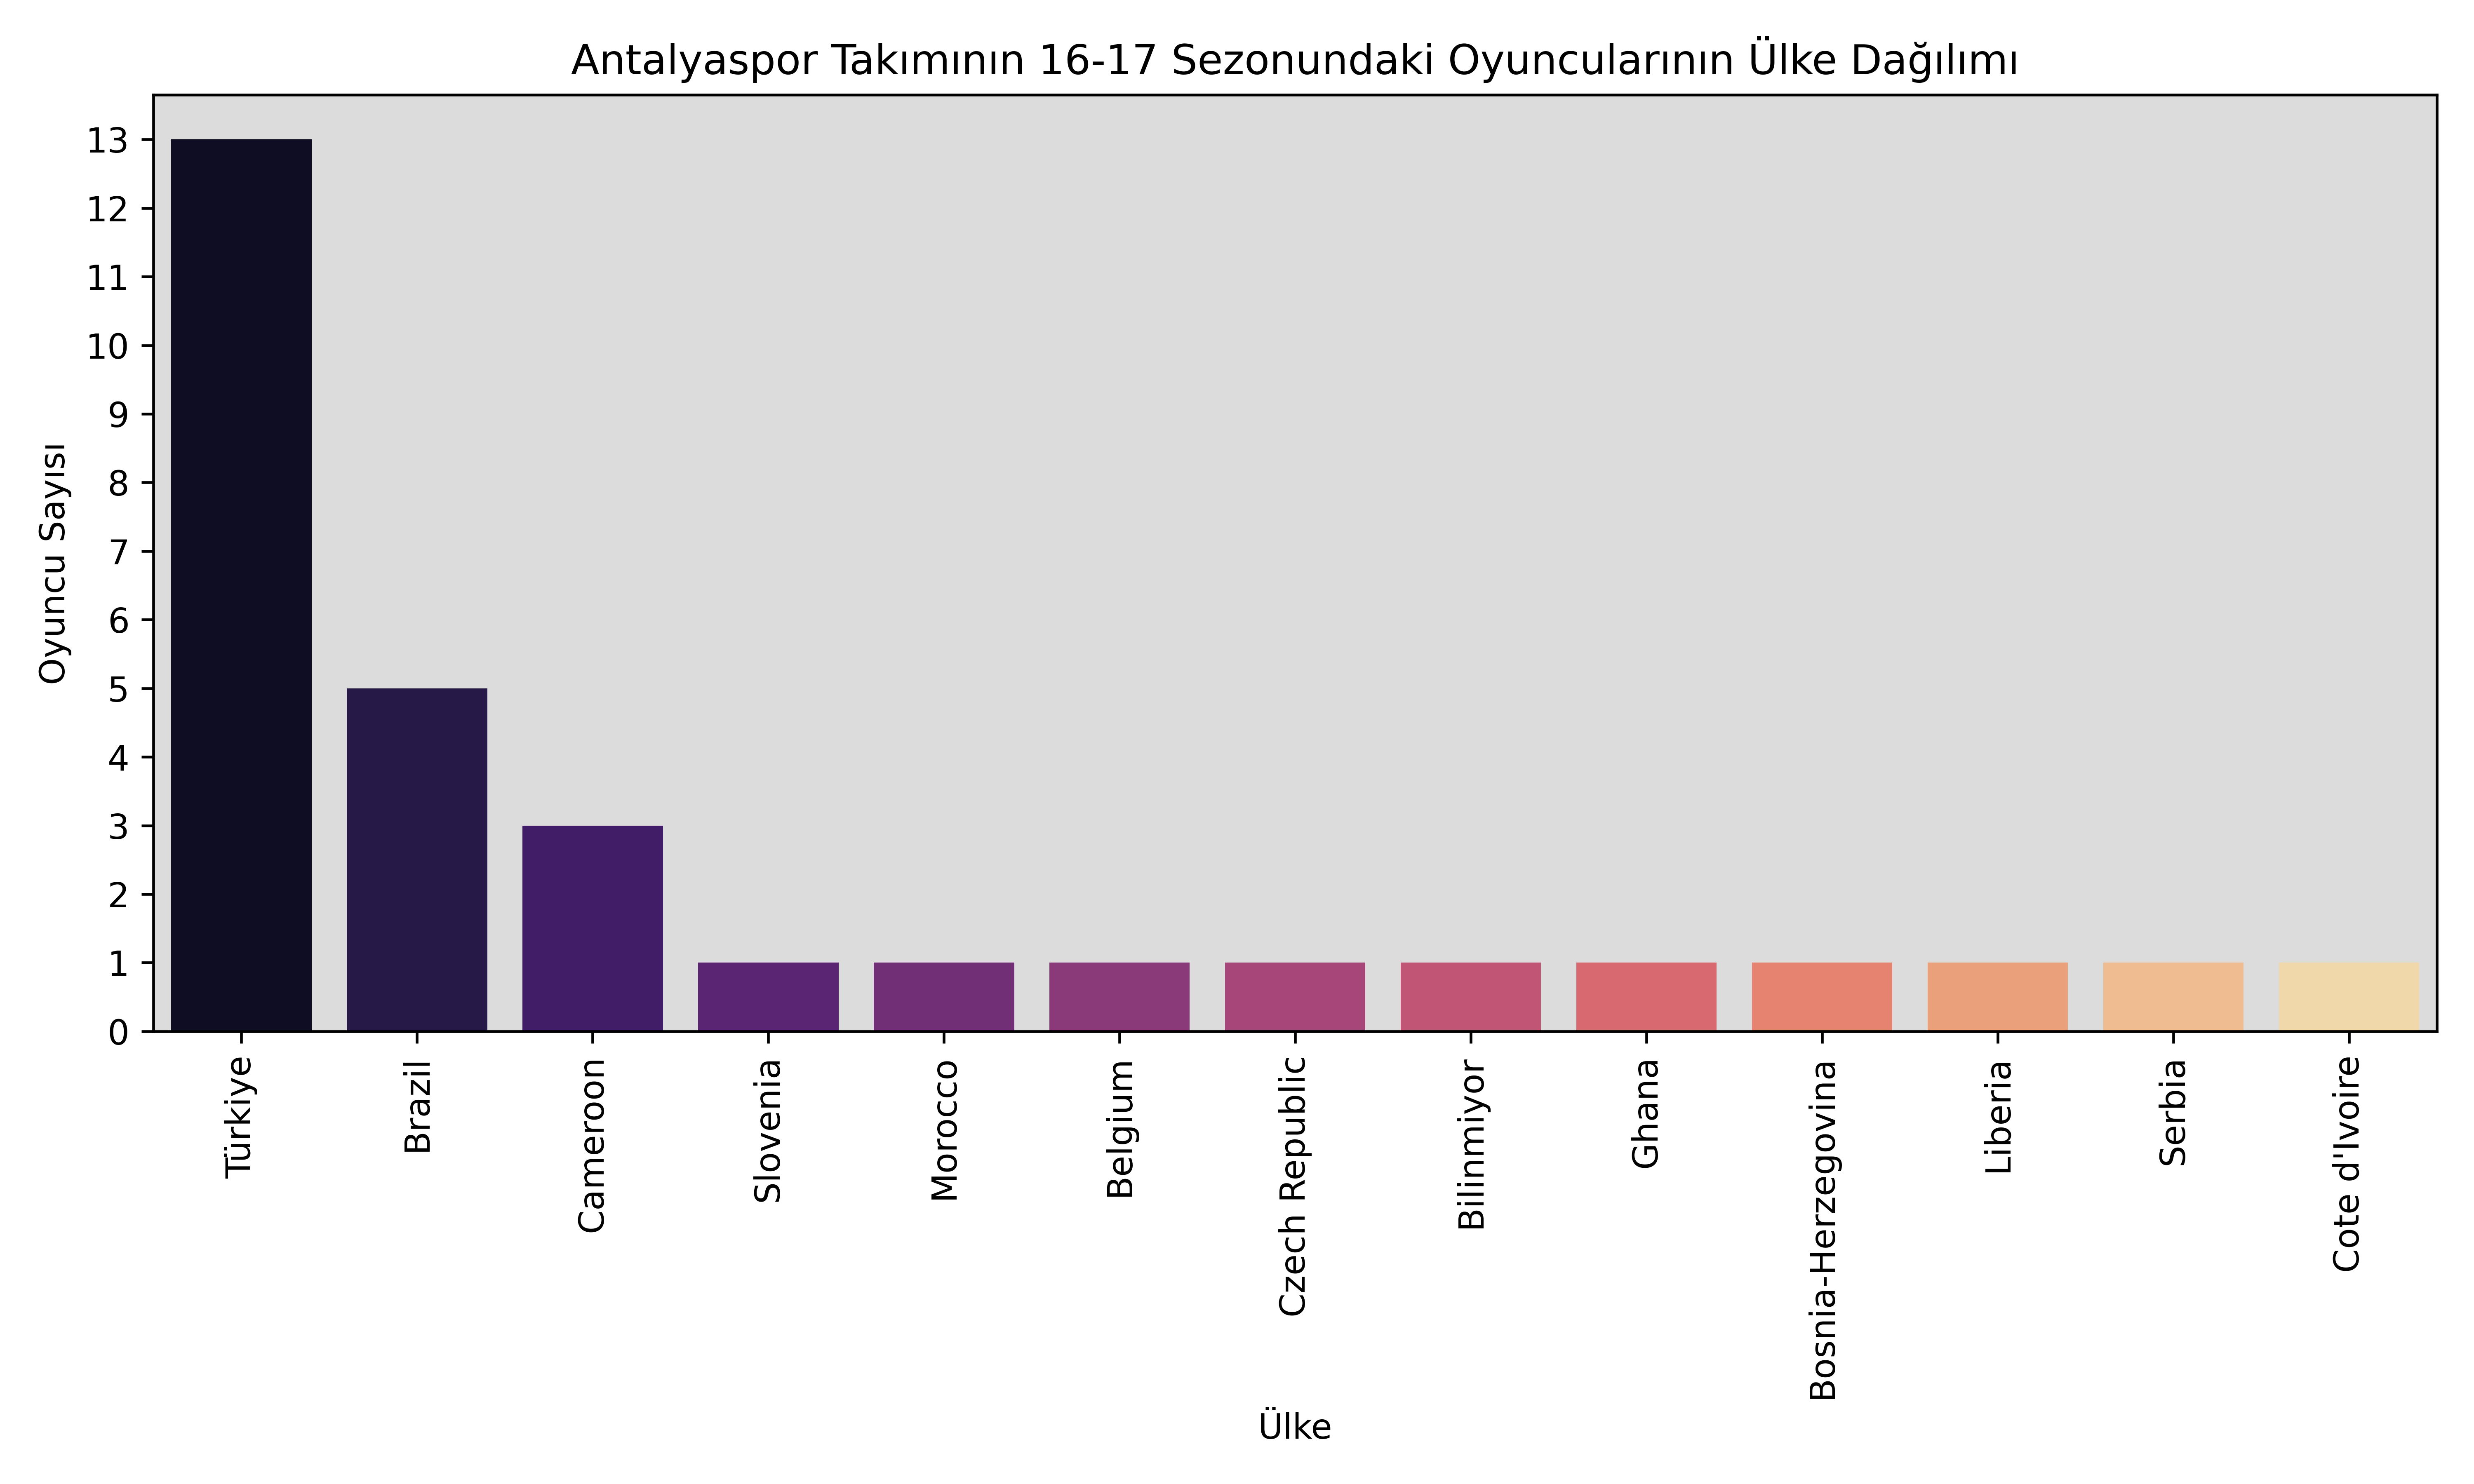 Antalyaspor Takımının 16-17 Sezonundaki Oyuncularının Ülke Dağılımı
Oyuncu Sayısı
13
12
11
10
9
8
7
6
5
4
3
2
1
0
Türkiye
Brazil
Cameroon
Slovenia
Morocco
Belgium
Czech Republic
Bilinmiyor
Ghana
Bosnia-Herzegovina
Liberia
Serbia
Cote d'Ivoire
Ülke